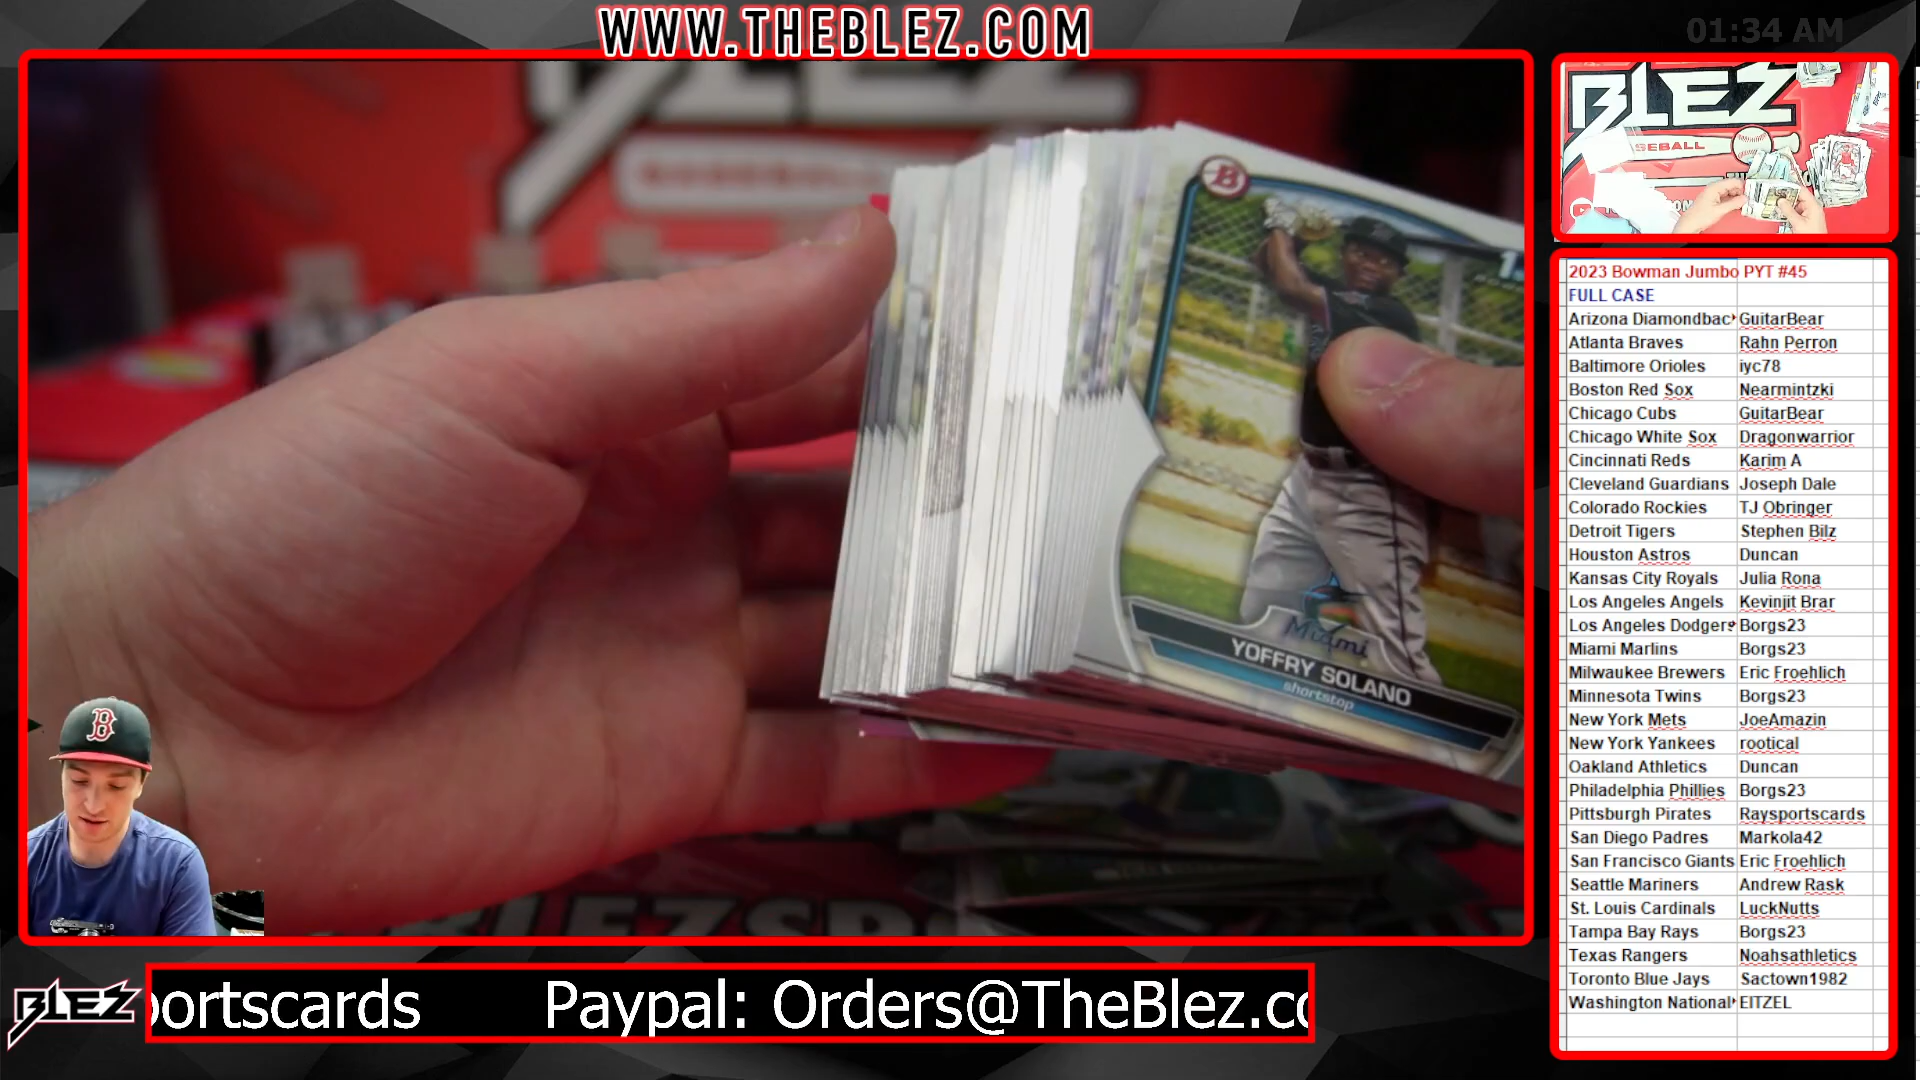 WWW.THEBLEZ.COM
01:34 AM
BLEZ
SEBALL
B
1
Miami
YOFFRY SOLANO
shortstop
B
2023 Bowman Jumbo PYT #45
FULL CASE
Arizona Diamondbac GuitarBear
Atlanta Braves Rahn Perron
Baltimore Orioles iyc78
Boston Red Sox Nearmintzki
Chicago Cubs GuitarBear
Chicago White Sox Dragonwarrior
Cincinnati Reds Karim A
Cleveland Guardians Joseph Dale
Colorado Rockies TJ Obringer
Detroit Tigers Stephen Bilz
Houston Astros Duncan
Kansas City Royals Julia Rona
Los Angeles Angels Kevinjit Brar
Los Angeles Dodgers Borgs23
Miami Marlins Borgs23
Milwaukee Brewers Eric Froehlich
Minnesota Twins Borgs23
New York Mets JoeAmazin
New York Yankees rootical
Oakland Athletics Duncan
Philadelphia Phillies Borgs23
Pittsburgh Pirates Raysportscards
San Diego Padres Markola42
San Francisco Giants Eric Froehlich
Seattle Mariners Andrew Rask
St. Louis Cardinals LuckNutts
Tampa Bay Rays Borgs23
Texas Rangers Noahsathletics
Toronto Blue Jays Sactown1982
Washington National EITZEL
BLEZ
portscards Paypal: Orders@TheBlez.co